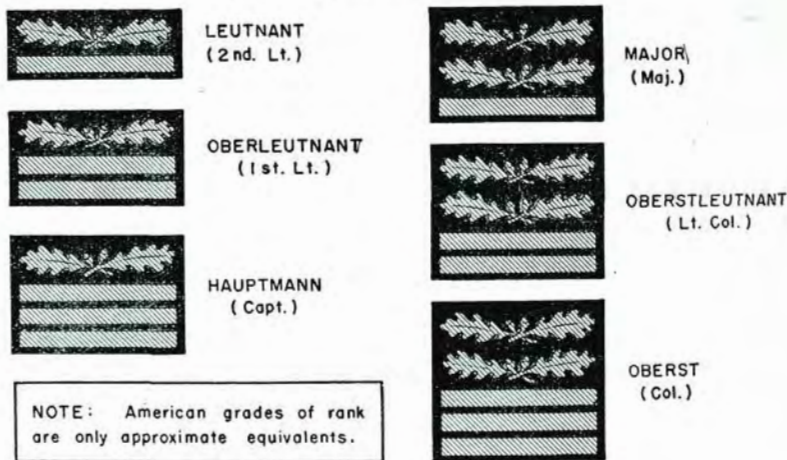 LEUTNANT
(2nd. Lt.)
OBERLEUTNANT
(1st. Lt.)
HAUPTMANN
(Capt.)
NOTE: American grades of rank
are only approximate equivalents.
MAJOR
(Maj.)
OBERSTLEUTNANT
(Lt. Col.)
OBERST
(Col.)